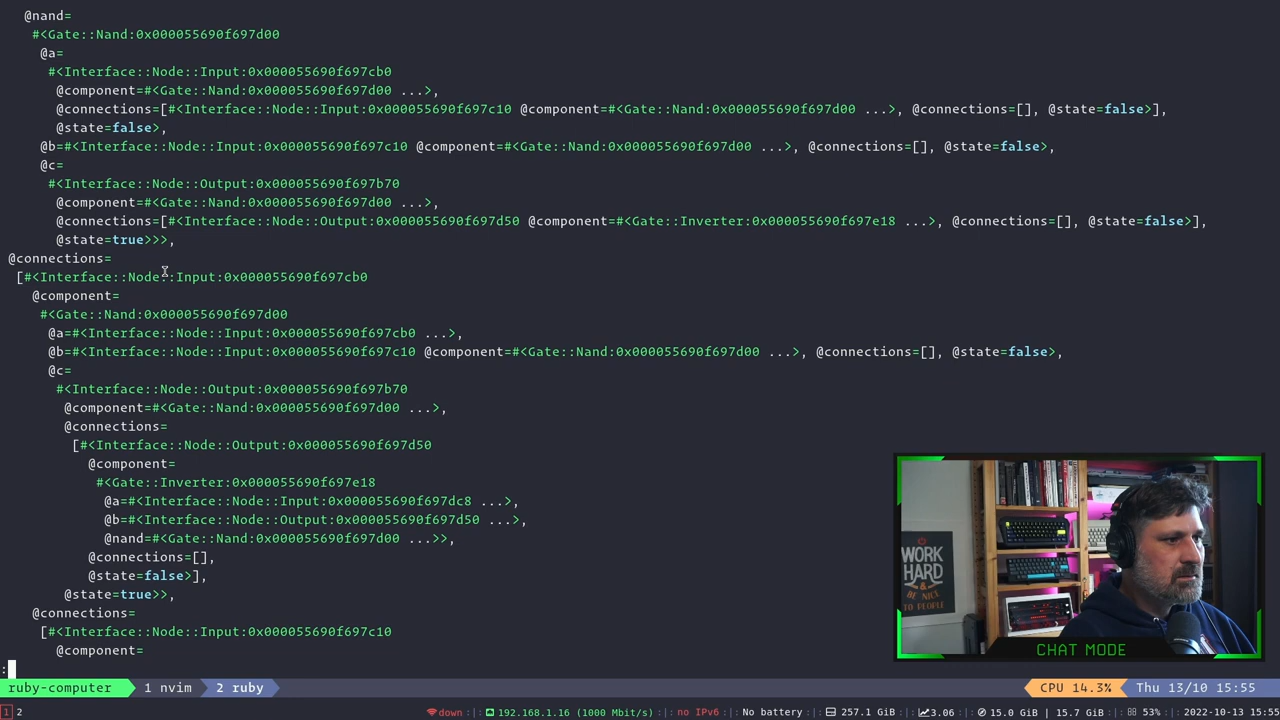 @nand=
#<Gate::Nand:0x000055690f697d00
@a=
#<Interface::Node::Input:0x000055690f697cb0
@component=#<Gate::Nand:0x000055690f697d00 ...>,
@connections=[#<Interface::Node::Input:0x000055690f697c10 @component=#<Gate::Nand:0x000055690f697d00 ...>, @connections=[], @state=false>],
@state=false>,
@b=#<Interface::Node::Input:0x000055690f697c10 @component=#<Gate::Nand:0x000055690f697d00 ...>, @connections=[], @state=false>,
@c=
#<Interface::Node::Output:0x000055690f697b70
@component=#<Gate::Nand:0x000055690f697d00 ...>,
@connections=[#<Interface::Node::Output:0x000055690f697d50 @component=#<Gate::Inverter:0x000055690f697e18 ...>, @connections=[], @state=false>],
@state=true>>>,
@connections=
[#<Interface::Node::Input:0x000055690f697cb0
@component=
#<Gate::Nand:0x000055690f697d00
@a=#<Interface::Node::Input:0x000055690f697cb0 ...>,
@b=#<Interface::Node::Input:0x000055690f697c10 @component=#<Gate::Nand:0x000055690f697d00 ...>, @connections=[], @state=false>,
@c=
#<Interface::Node::Output:0x000055690f697b70
@component=#<Gate::Nand:0x000055690f697d00 ...>,
@connections=
[#<Interface::Node::Output:0x000055690f697d50
@component=
#<Gate::Inverter:0x000055690f697e18
@a=#<Interface::Node::Input:0x000055690f697dc8 ...>,
@b=#<Interface::Node::Output:0x000055690f697d50 ...>,
@nand=#<Gate::Nand:0x000055690f697d00 ...>>,
@connections=[],
@state=false>],
@state=true>>,
@connections=
[#<Interface::Node::Input:0x000055690f697c10
@component=
:
WORK
HARD
& BE NICE
TO PEOPLE
CHAT MODE
ruby-computer 1 nvim 2 ruby CPU 14.3% Thu 13/10 15:55
1 2 down :|: 192.168.1.16 (1000 Mbit/s) :|: no IPv6 :|: No battery :|: 257.1 GiB :|: 3.06 :|: 15.0 GiB | 15.7 GiB :|: 53% :|: 2022-10-13 15:55